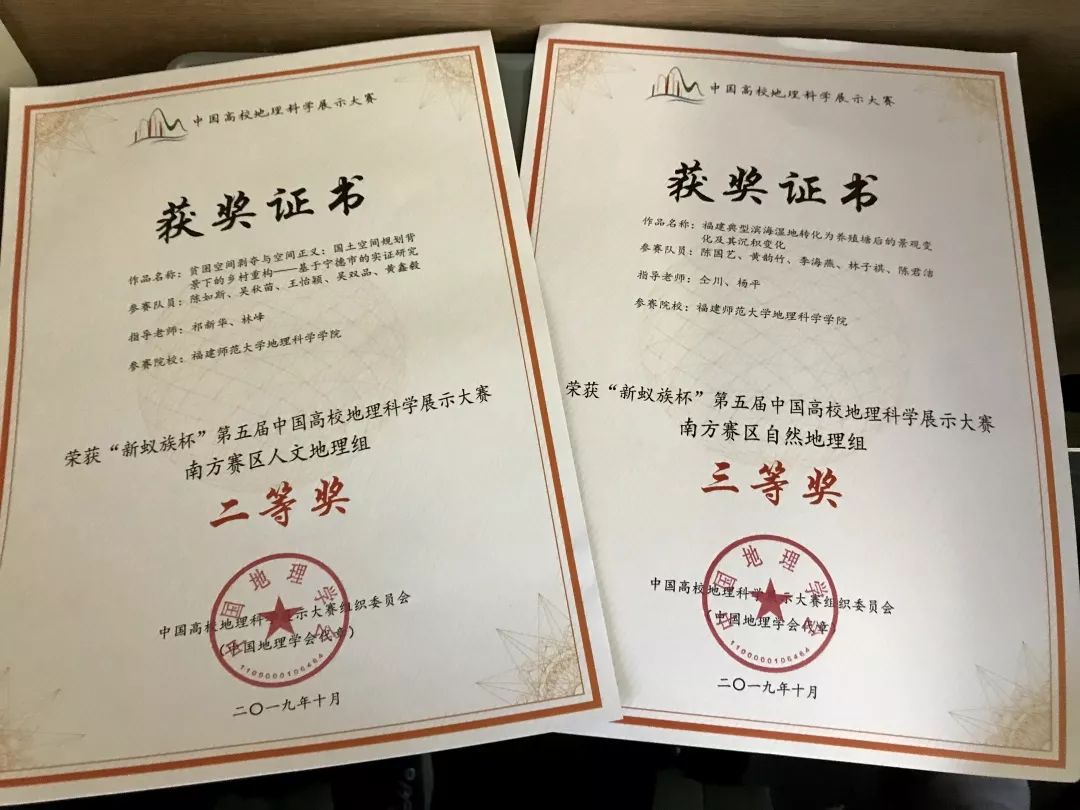 中国高校地理科学展示大赛
获奖证书
作品名称：贫困空间剥夺与空间正义：国土空间规划背
景下的乡村重构——基于宁德市的实证研究
参赛队员：陈如斯、吴秋苗、王怡颖、吴双品、黄鑫毅
指导老师：祁新华、林峰
参赛院校：福建师范大学地理科学学院
荣获“新蚁族杯”第五届中国高校地理科学展示大赛
南方赛区人文地理组
二等奖
中国高校地理科学展示大赛组织委员会
（中国地理学会代章）
中国地理学会
1100000106464
二〇一九年十月
中国高校地理科学展示大赛
获奖证书
作品名称：福建典型滨海湿地转化为养殖塘后的景观变
化及其沉积变化
参赛队员：陈国艺、黄韵竹、李海燕、林子祺、陈君洁
指导老师：仝川、杨平
参赛院校：福建师范大学地理科学学院
荣获“新蚁族杯”第五届中国高校地理科学展示大赛
南方赛区自然地理组
三等奖
中国高校地理科学展示大赛组织委员会
（中国地理学会代章）
中国地理学会
1100000106464
二〇一九年十月